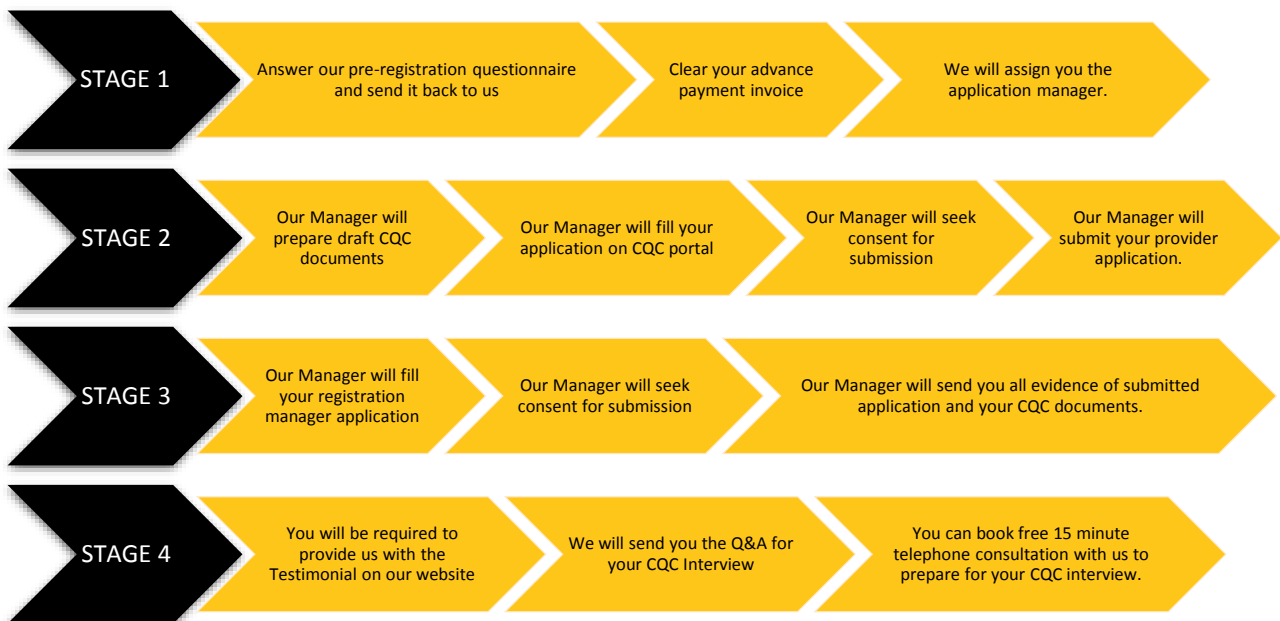 STAGE 1
Answer our pre-registration questionnaire
and send it back to us
Clear your advance
payment invoice
We will assign you the
application manager.
STAGE 2
Our Manager will
prepare draft CQC
documents
Our Manager will fill your
application on CQC portal
Our Manager will seek
consent for
submission
Our Manager will
submit your provider
application.
STAGE 3
Our Manager will fill
your registration
manager application
Our Manager will seek
consent for submission
Our Manager will send you all evidence of submitted
application and your CQC documents.
STAGE 4
You will be required to
provide us with the
Testimonial on our website
We will send you the Q&A for
your CQC Interview
You can book free 15 minute
telephone consultation with us to
prepare for your CQC interview.